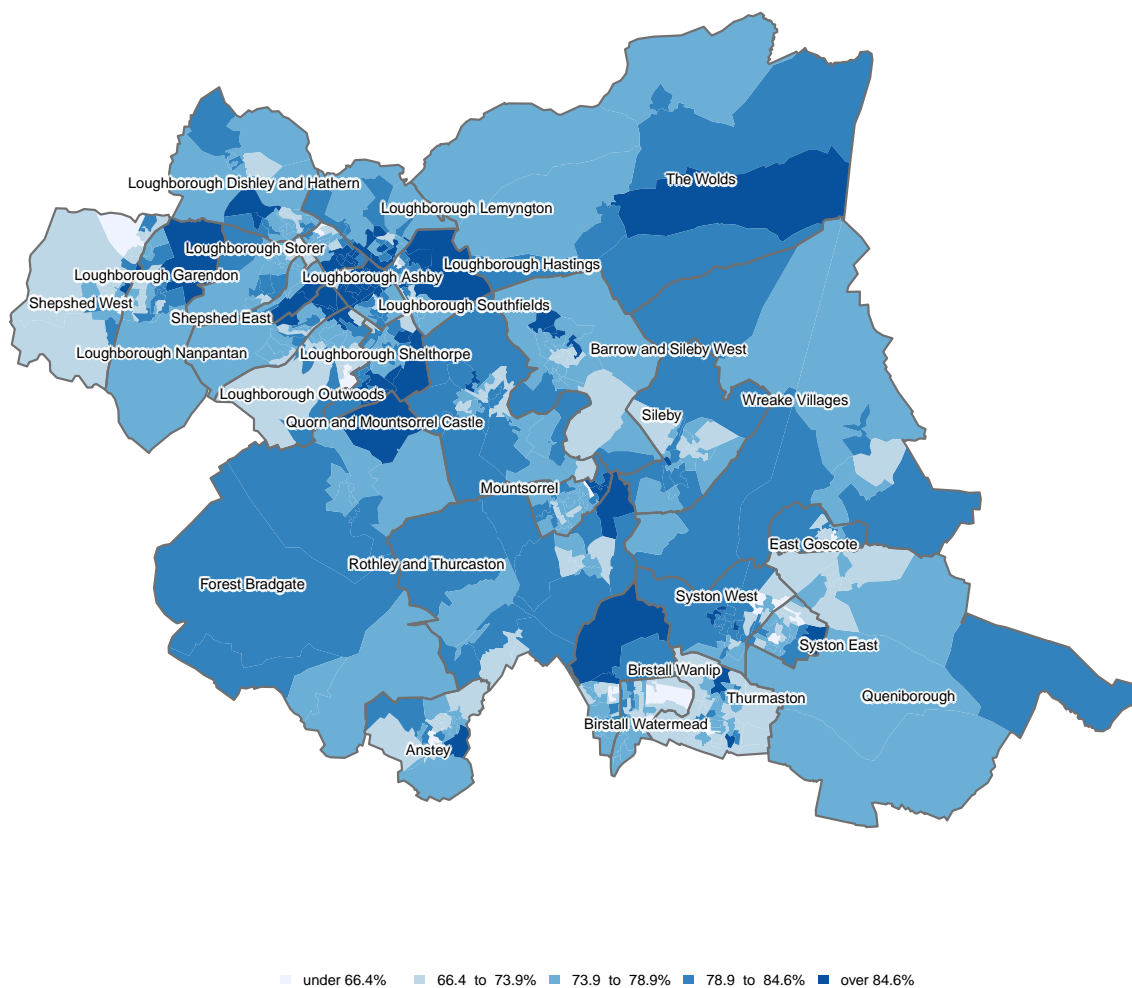 The Wolds
Loughborough Dishley and Hathern
Loughborough Lemyngton
Loughborough Storer
Loughborough Hastings
Loughborough Garendon
Loughborough Ashby
Shepshed West
Loughborough Southfields
Shepshed East
Barrow and Sileby West
Loughborough Nanpantan
Loughborough Shelthorpe
Loughborough Outwoods
Wreake Villages
Sileby
Quorn and Mountsorrel Castle
Mountsorrel
East Goscote
Rothley and Thurcaston
Forest Bradgate
Syston West
Syston East
Birstall Wanlip
Thurmaston
Queniborough
Birstall Watermead
Anstey
under 66.4% 66.4 to 73.9% 73.9 to 78.9% 78.9 to 84.6% over 84.6%